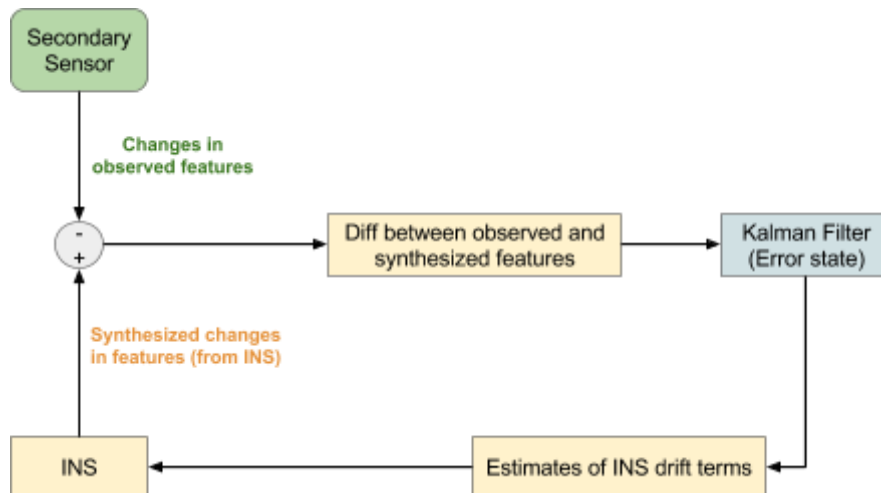 Secondary
Sensor
Changes in
observed features
-
+
Diff between observed and
synthesized features
Kalman Filter
(Error state)
Synthesized changes
in features (from INS)
INS
Estimates of INS drift terms